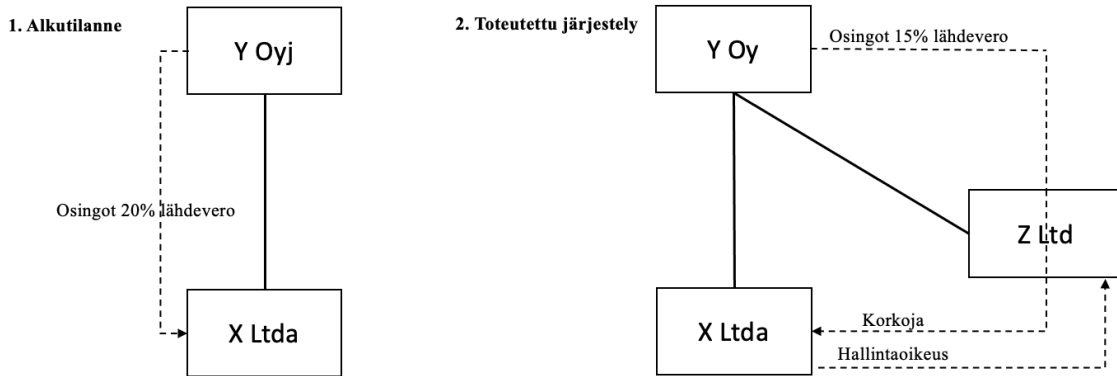 1. Alkutilanne
Y Oyj
Osingot 20% lähdevero
X Ltda
2. Toteutettu järjestely
Y Oy
Osingot 15% lähdevero
Z Ltd
X Ltda
Korkoja
Hallintaoikeus